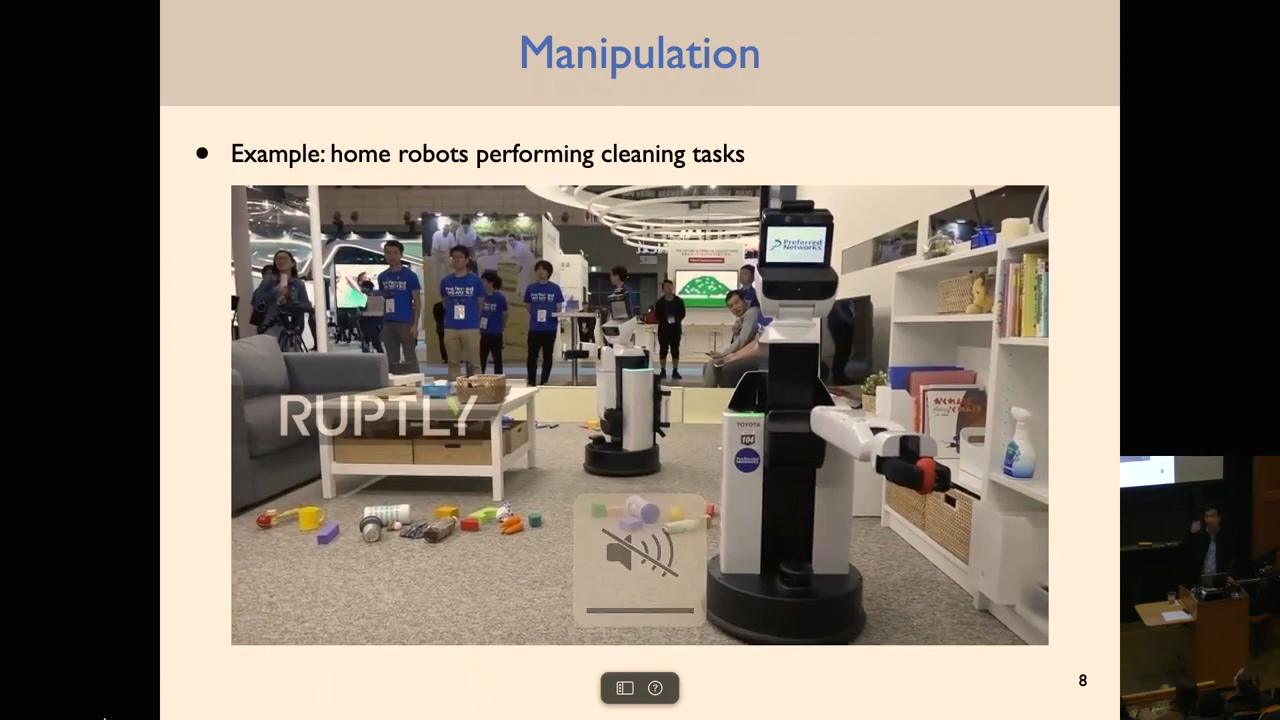 Manipulation
• Example: home robots performing cleaning tasks
Preferred
Networks
RUPTLY
TOYOTA
104
8